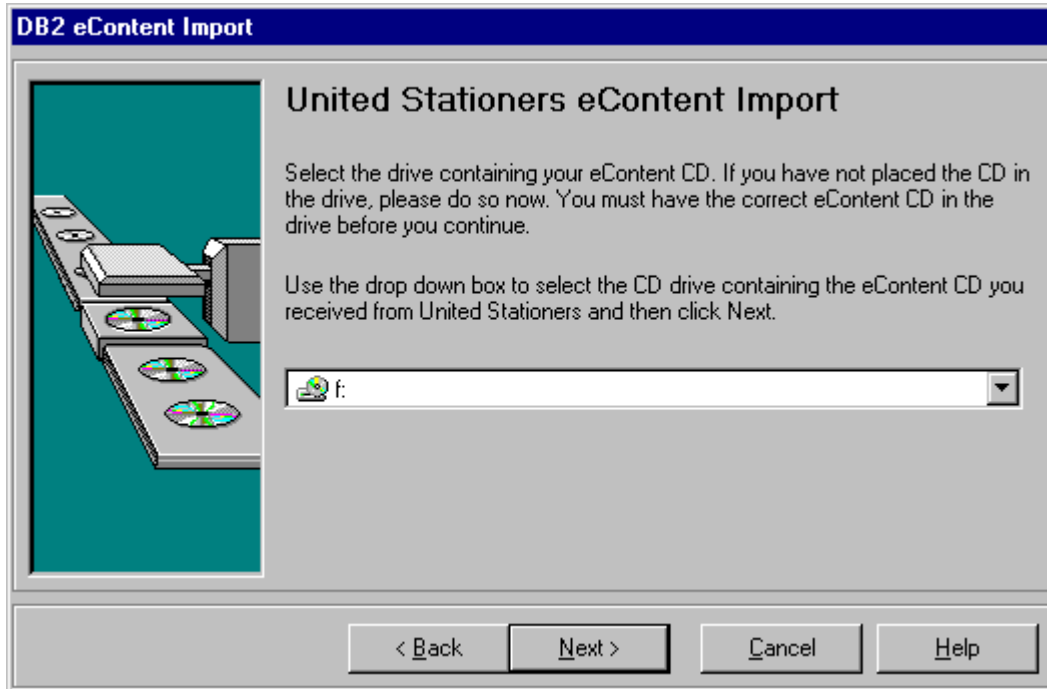 DB2 eContent Import
United Stationers eContent Import
Select the drive containing your eContent CD. If you have not placed the CD in
the drive, please do so now. You must have the correct eContent CD in the
drive before you continue.
Use the drop down box to select the CD drive containing the eContent CD you
received from United Stationers and then click Next.
f:
< Back
Next >
Cancel
Help